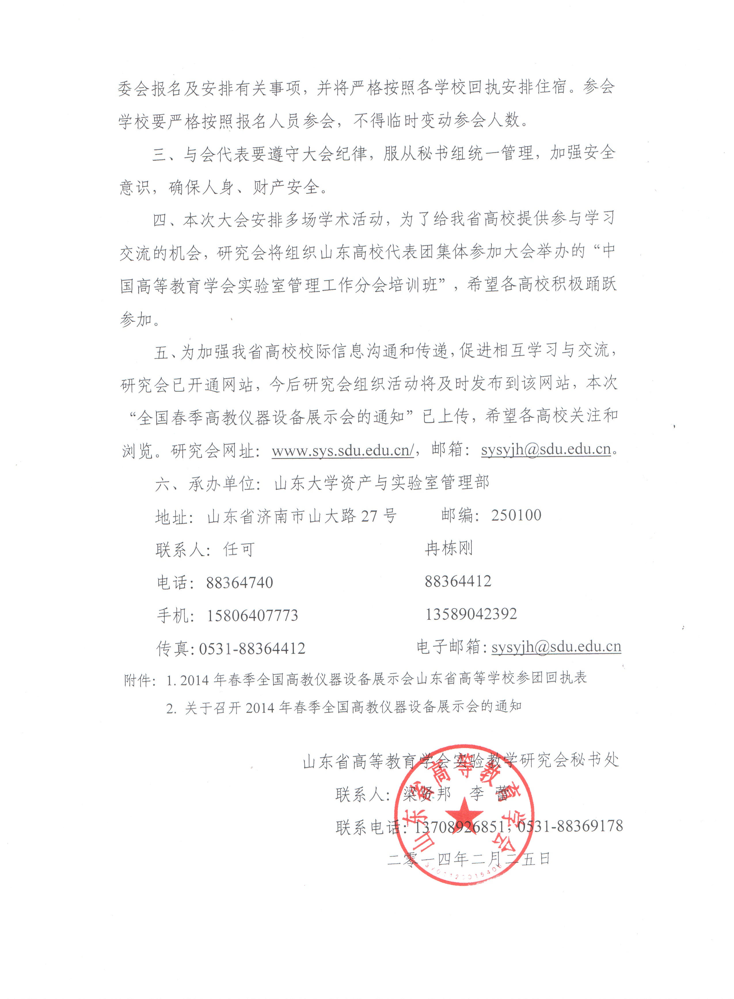 委会报名及安排有关事项，并将严格按照各学校回执安排住宿。参会
学校要严格按照报名人员参会，不得临时变动参会人数。
三、与会代表要遵守大会纪律，服从秘书组统一管理，加强安全
意识，确保人身、财产安全。
四、本次大会安排多场学术活动，为了给我省高校提供参与学习
交流的机会，研究会将组织山东高校代表团集体参加大会举办的“中
国高等教育学会实验室管理工作分会培训班”，希望各高校积极踊跃
参加。
五、为加强我省高校校际信息沟通和传递，促进相互学习与交流，
研究会已开通网站，今后研究会组织活动将及时发布到该网站，本次
“全国春季高教仪器设备展示会的通知”已上传，希望各高校关注和
浏览。研究会网址：www.sys.sdu.edu.cn/，邮箱：sysyjh@sdu.edu.cn。
六、承办单位：山东大学资产与实验室管理部
地址：山东省济南市山大路 27 号 邮编：250100
联系人：任可 冉栋刚
电话：88364740 88364412
手机：15806407773 13589042392
传真：0531-88364412 电子邮箱：sysyjh@sdu.edu.cn
附件：1. 2014 年春季全国高教仪器设备展示会山东省高等学校参团回执表
2. 关于召开 2014 年春季全国高教仪器设备展示会的通知
山东省高等教育学会实验教学研究会秘书处
联系人：梁贤邦 李 蕾
联系电话：13708926851，0531-88369178
二零一四年二月二五日
山东省高等教育学会